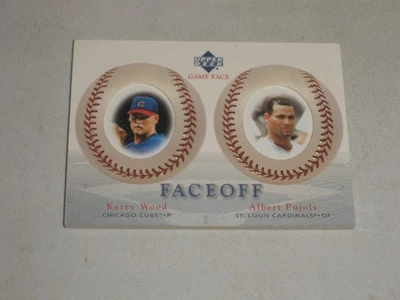 UPPER DECK
GAME FACE
FACEOFF
Kerry Wood Albert Pujols
CHICAGO CUBS • P ST. LOUIS CARDINALS • OF